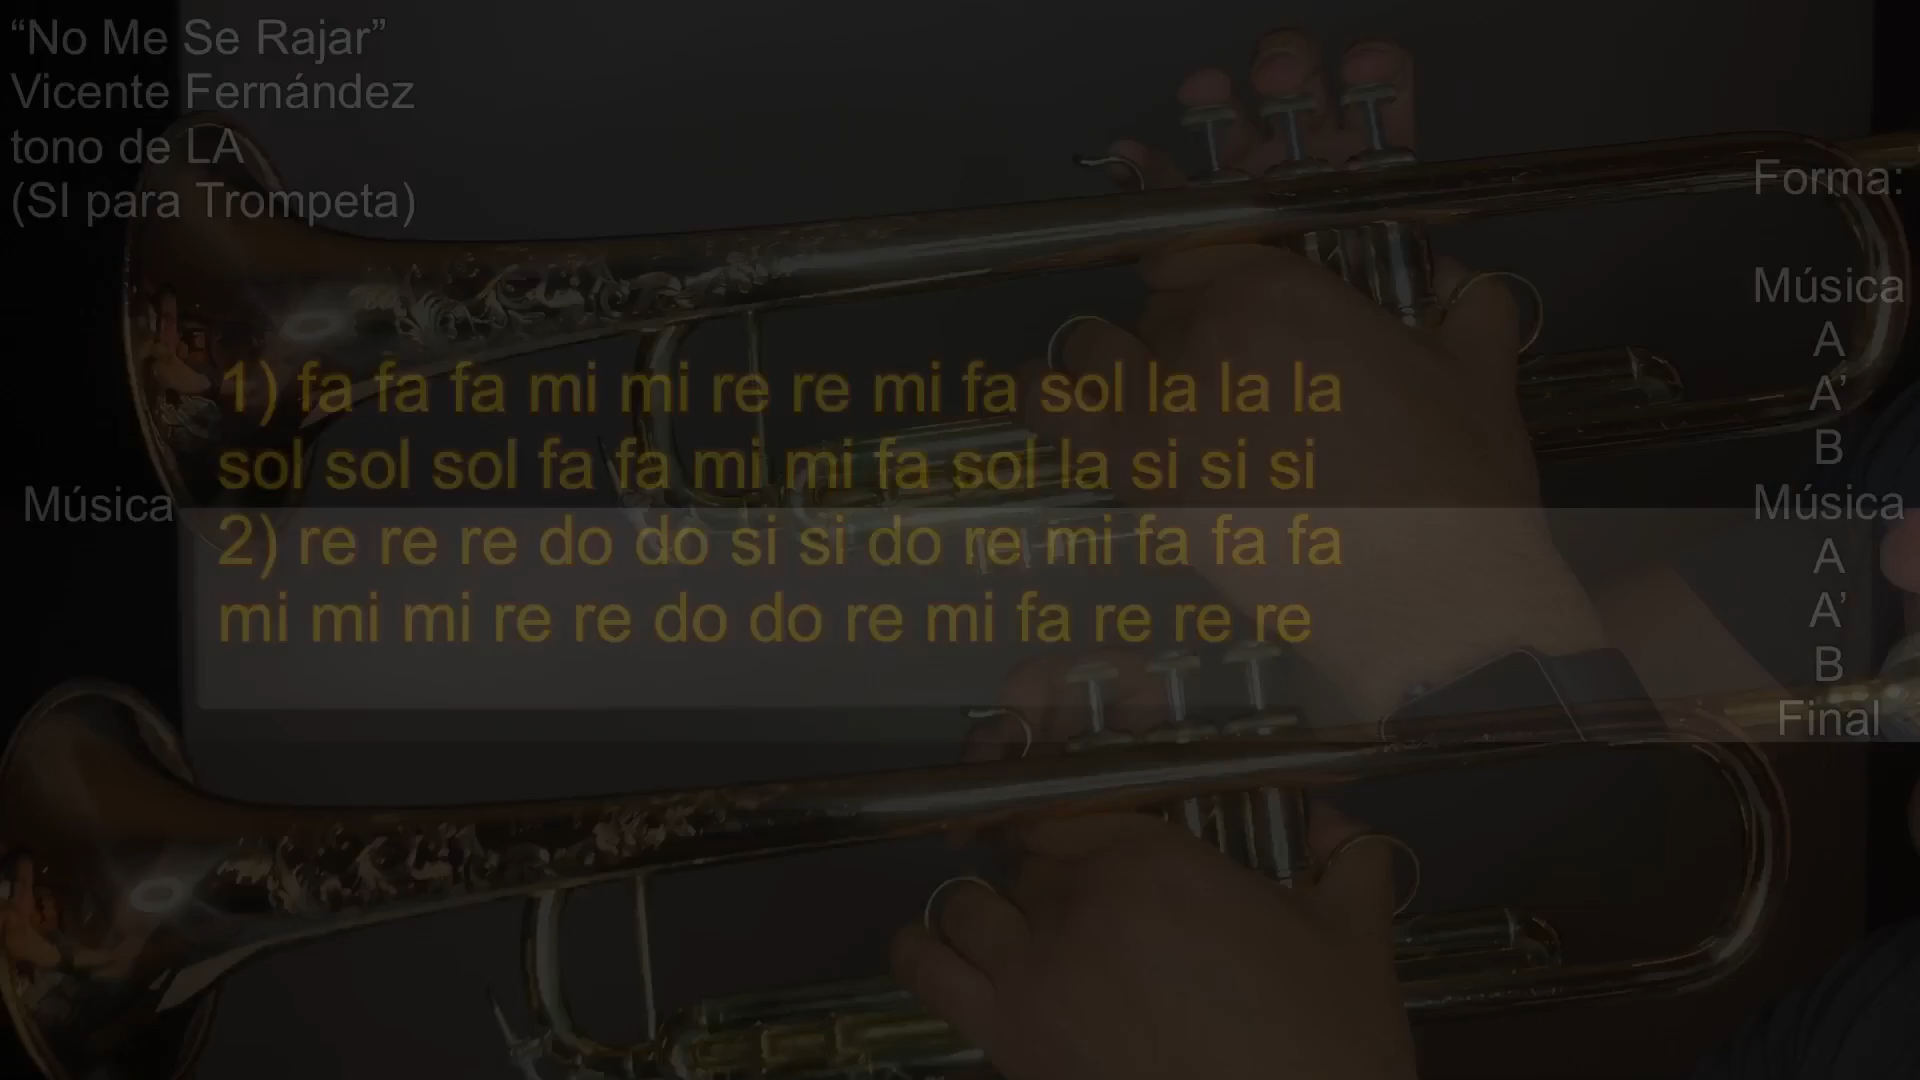 “No Me Se Rajar”
Vicente Fernández
tono de LA
(SI para Trompeta)
Música
1) fa fa fa mi mi re re mi fa sol la la la
sol sol sol fa fa mi mi fa sol la si si si
2) re re re do do si si do re mi fa fa fa
mi mi mi re re do do re mi fa re re re
Forma:
Música
A
A’
B
Música
A
A’
B
Final